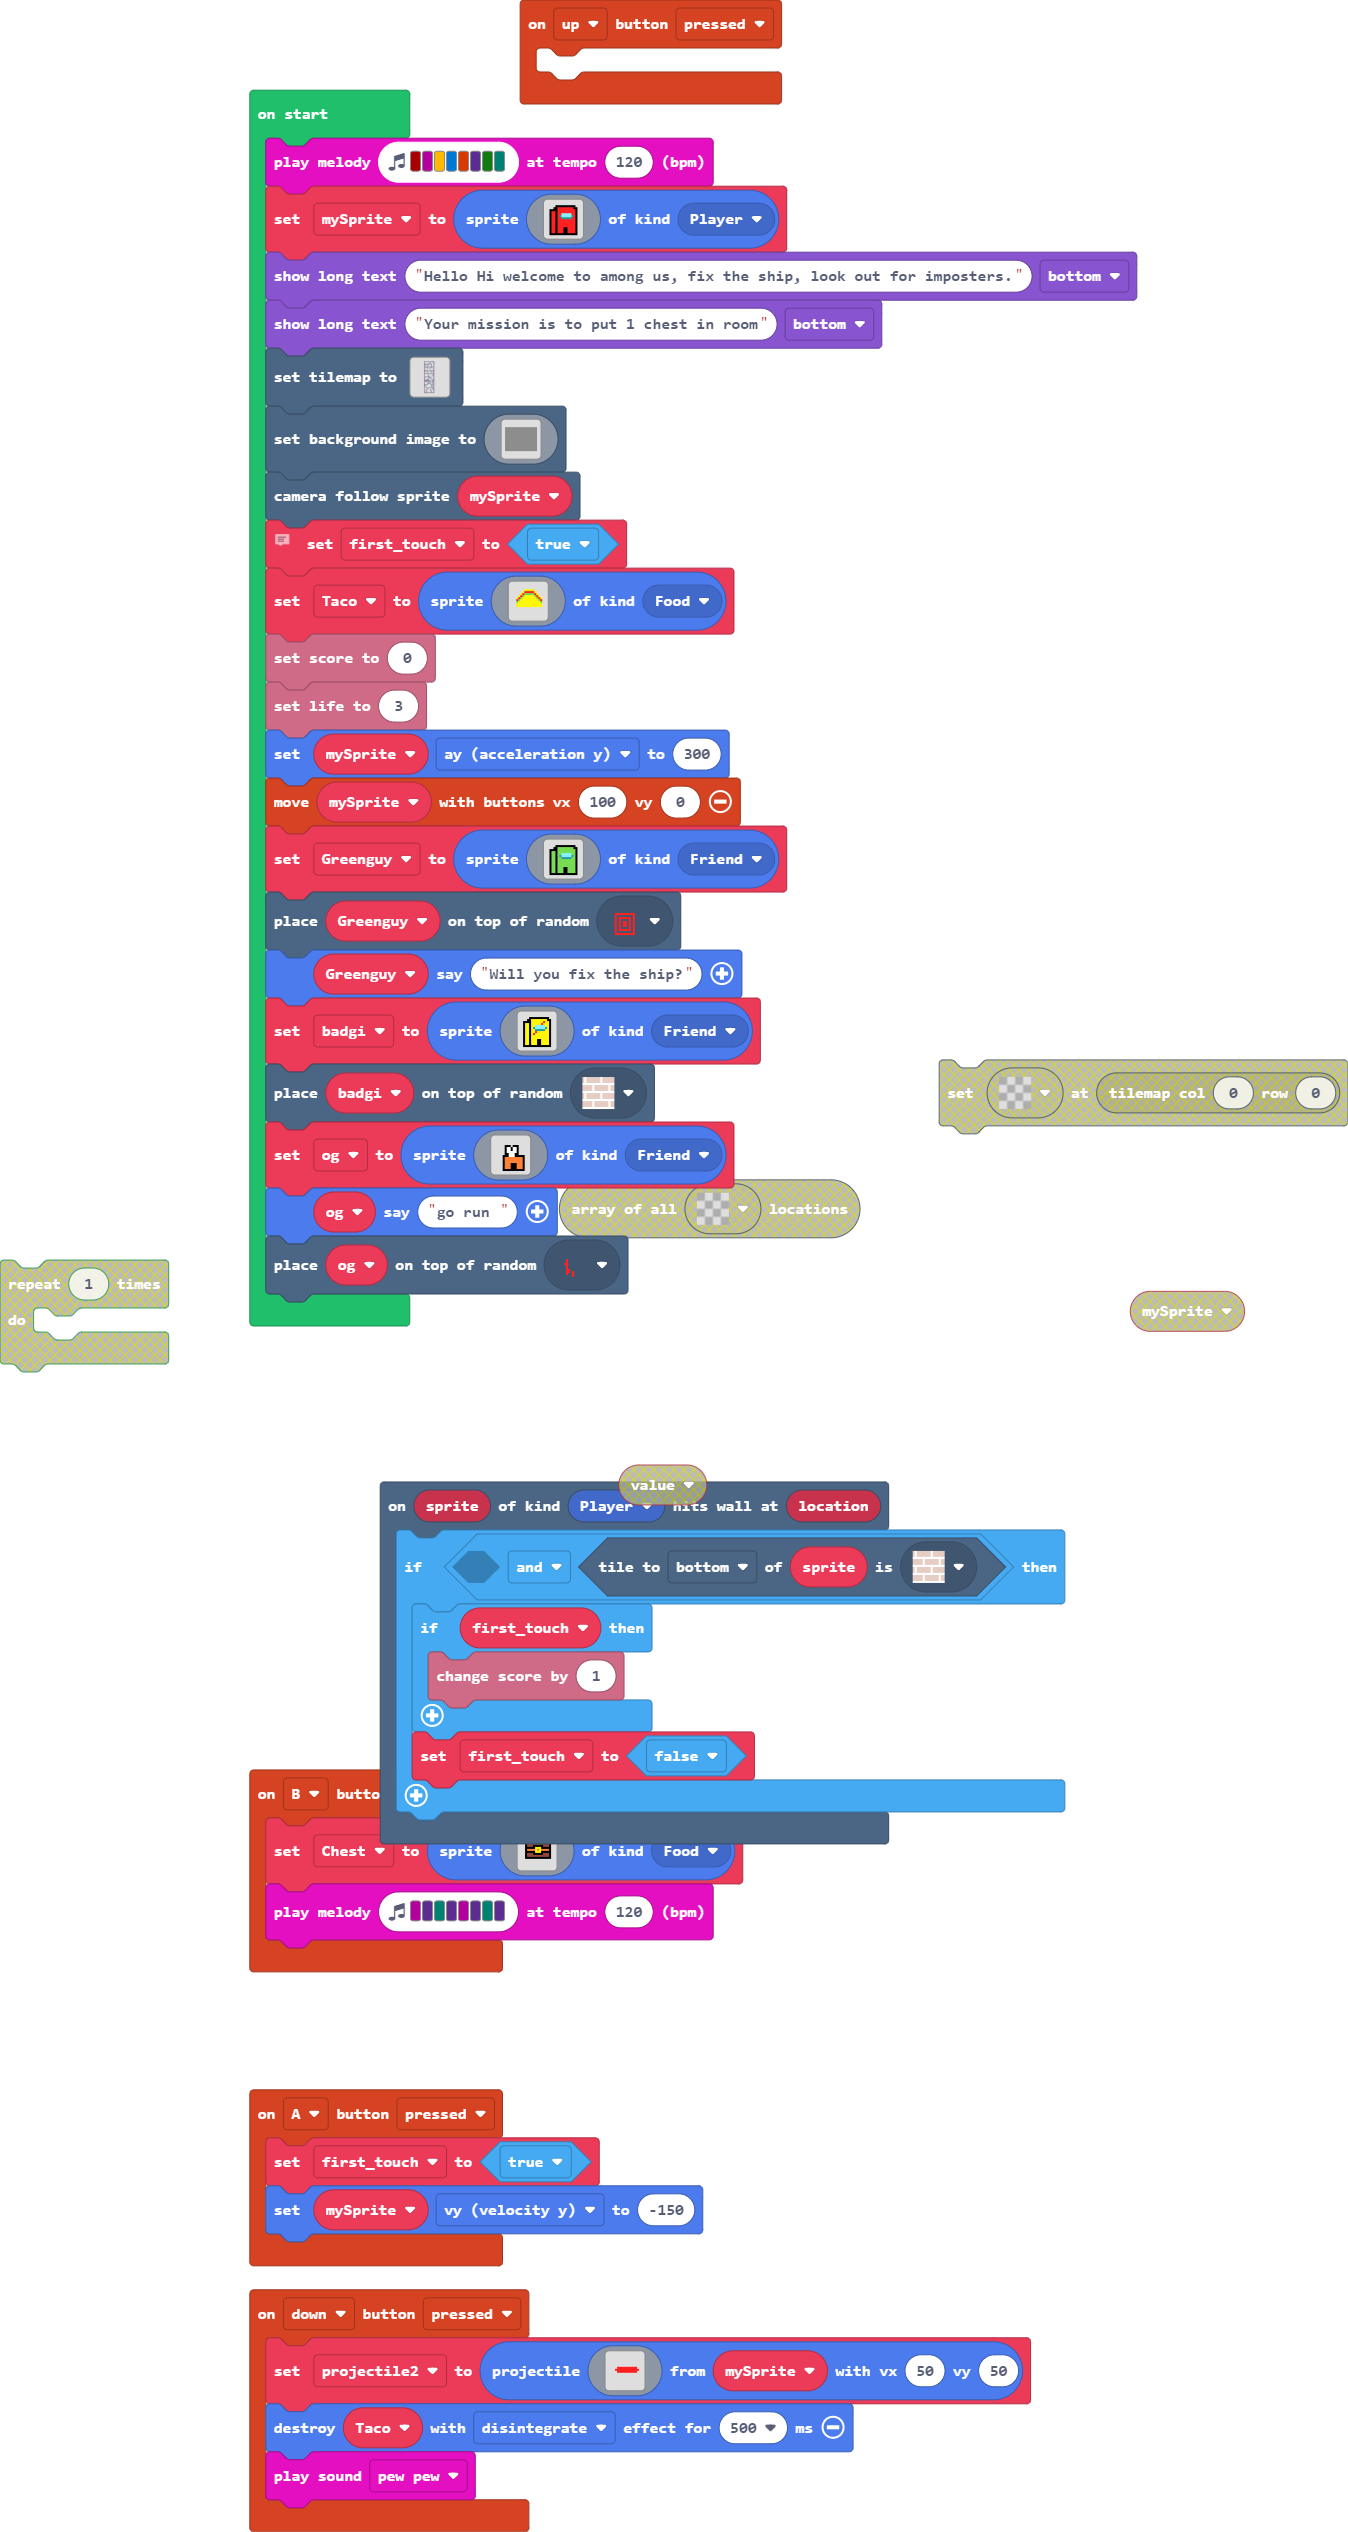 on up button pressed
on start
play melody at tempo 120 (bpm)
set mySprite to sprite of kind Player
show long text "Hello Hi welcome to among us, fix the ship, look out for imposters." bottom
show long text "Your mission is to put 1 chest in room" bottom
set tilemap to
set background image to
camera follow sprite mySprite
set first_touch to true
set Taco to sprite of kind Food
set score to 0
set life to 3
set mySprite ay (acceleration y) to 300
move mySprite with buttons vx 100 vy 0
set Greenguy to sprite of kind Friend
place Greenguy on top of random
Greenguy say "Will you fix the ship?"
set badgi to sprite of kind Friend
place badgi on top of random
set at tilemap col 0 row 0
set og to sprite of kind Friend
og say "go run "
array of all locations
place og on top of random
repeat 1 times
do
mySprite
value
on sprite of kind Player hits wall at location
if and tile to bottom of sprite is then
if first_touch then
change score by 1
set first_touch to false
on B butto
set Chest to sprite of kind Food
play melody at tempo 120 (bpm)
on A button pressed
set first_touch to true
set mySprite vy (velocity y) to -150
on down button pressed
set projectile2 to projectile from mySprite with vx 50 vy 50
destroy Taco with disintegrate effect for 500 ms
play sound pew pew